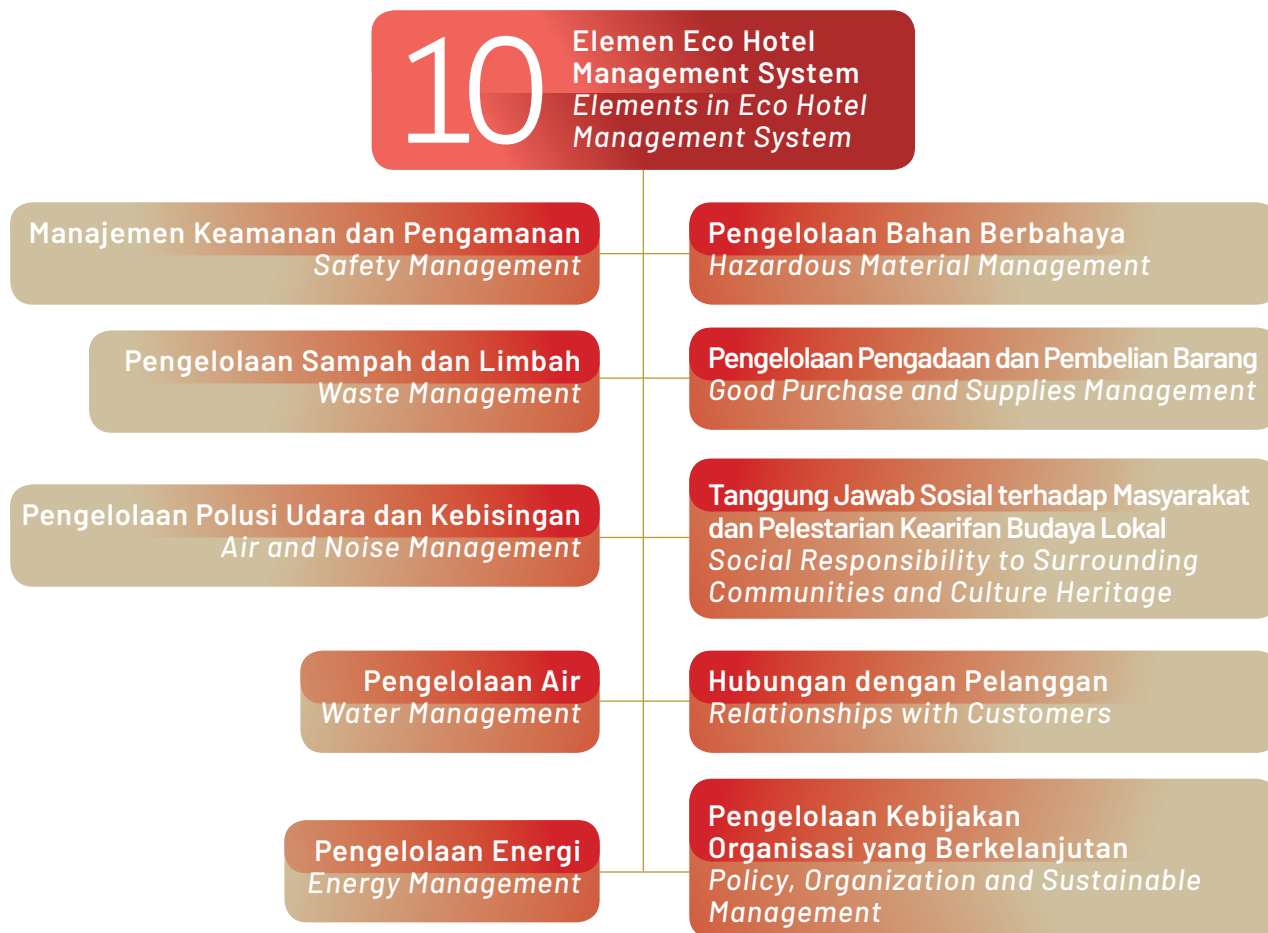 10
Elemen Eco Hotel
Management System
Elements in Eco Hotel
Management System
Manajemen Keamanan dan Pengamanan
Safety Management
Pengelolaan Bahan Berbahaya
Hazardous Material Management
Pengelolaan Sampah dan Limbah
Waste Management
Pengelolaan Pengadaan dan Pembelian Barang
Good Purchase and Supplies Management
Pengelolaan Polusi Udara dan Kebisingan
Air and Noise Management
Tanggung Jawab Sosial terhadap Masyarakat
dan Pelestarian Kearifan Budaya Lokal
Social Responsibility to Surrounding
Communities and Culture Heritage
Pengelolaan Air
Water Management
Hubungan dengan Pelanggan
Relationships with Customers
Pengelolaan Energi
Energy Management
Pengelolaan Kebijakan
Organisasi yang Berkelanjutan
Policy, Organization and Sustainable
Management